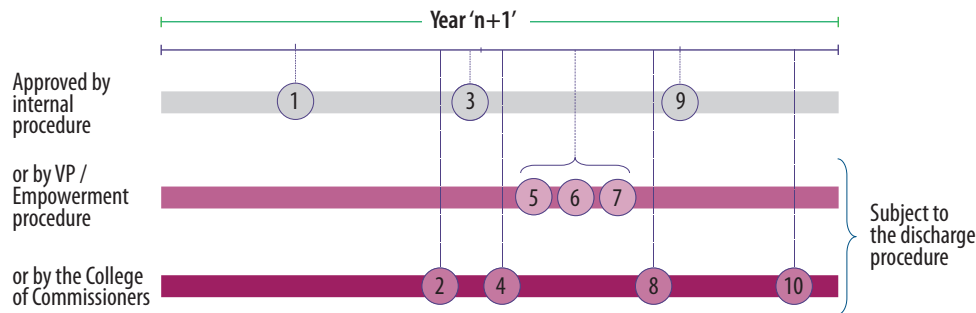 Year ‘n+1’
Approved by
internal
procedure
1
3
9
or by VP /
Empowerment
procedure
5
6
7
Subject to
the discharge
procedure
or by the College
of Commissioners
2
4
8
10